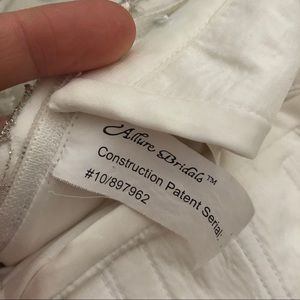 Allure Bridals™
Construction Patent Serial:
#10/897962